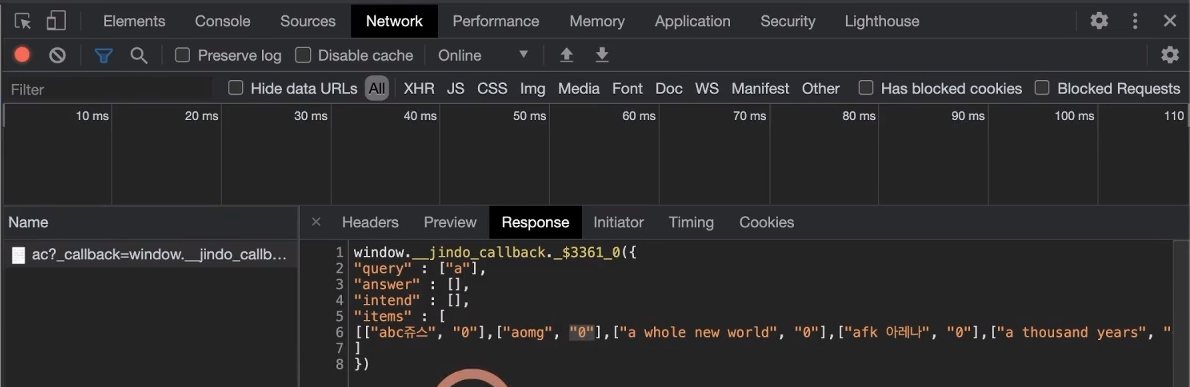 Elements Console Sources Network Performance Memory Application Security Lighthouse
Preserve log Disable cache Online
Filter Hide data URLs All XHR JS CSS Img Media Font Doc WS Manifest Other Has blocked cookies Blocked Requests
10 ms 20 ms 30 ms 40 ms 50 ms 60 ms 70 ms 80 ms 90 ms 100 ms 110
Name × Headers Preview Response Initiator Timing Cookies
ac?_callback=window.__jindo_callb…
1 window.__jindo_callback._$3361_0({
2 "query" : ["a"],
3 "answer" : [],
4 "intend" : [],
5 "items" : [
6 [["abc쥬스", "0"],["aomg", "0"],["a whole new world", "0"],["afk 아레나", "0"],["a thousand years", "
7 ]
8 })